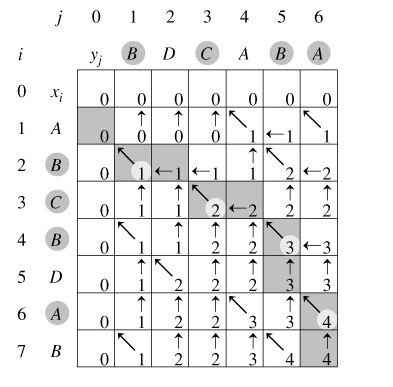 j 0 1 2 3 4 5 6
i y_j B D C A B A
0 x_i 0 0 0 0 0 0 0
1 A 0 ↑0 ↑0 ↑0 ↖1 ←1 ↖1
2 B 0 ↖1 ←1 ←1 ↑1 ↖2 ←2
3 C 0 ↑1 ↑1 ↖2 ←2 ↑2 ↑2
4 B 0 ↖1 ↑1 ↑2 ↑2 ↖3 ←3
5 D 0 ↑1 ↖2 ↑2 ↑2 ↑3 ↑3
6 A 0 ↑1 ↑2 ↑2 ↖3 ↑3 ↖4
7 B 0 ↖1 ↑2 ↑2 ↑3 ↖4 ↑4